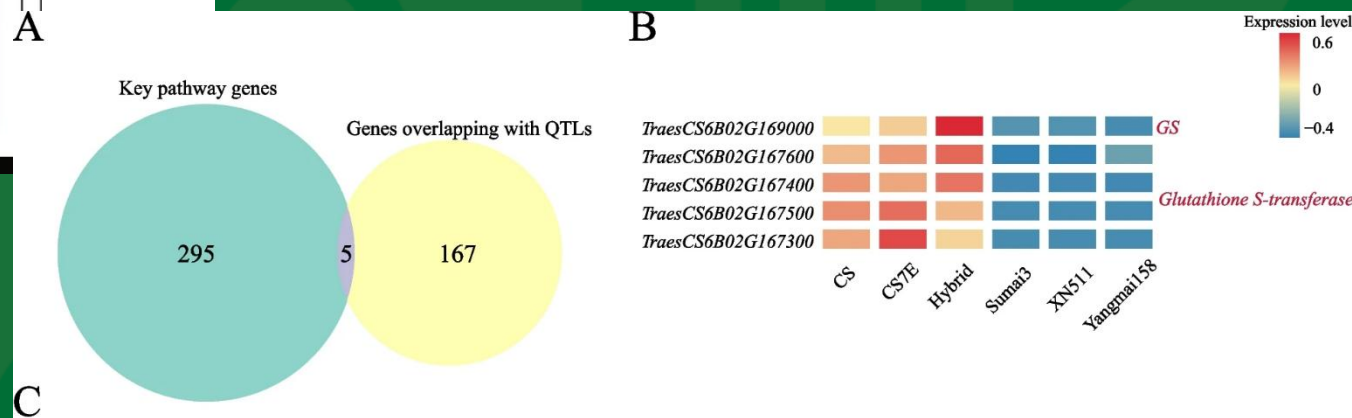 A
Key pathway genes
Genes overlapping with QTLs
295
5
167
B
Expression level
0.6
0
−0.4
TraesCS6B02G169000
GS
TraesCS6B02G167600
TraesCS6B02G167400
TraesCS6B02G167500
Glutathione S-transferase
TraesCS6B02G167300
CS
CS7E
Hybrid
Sumai3
XN511
Yangmai158
C